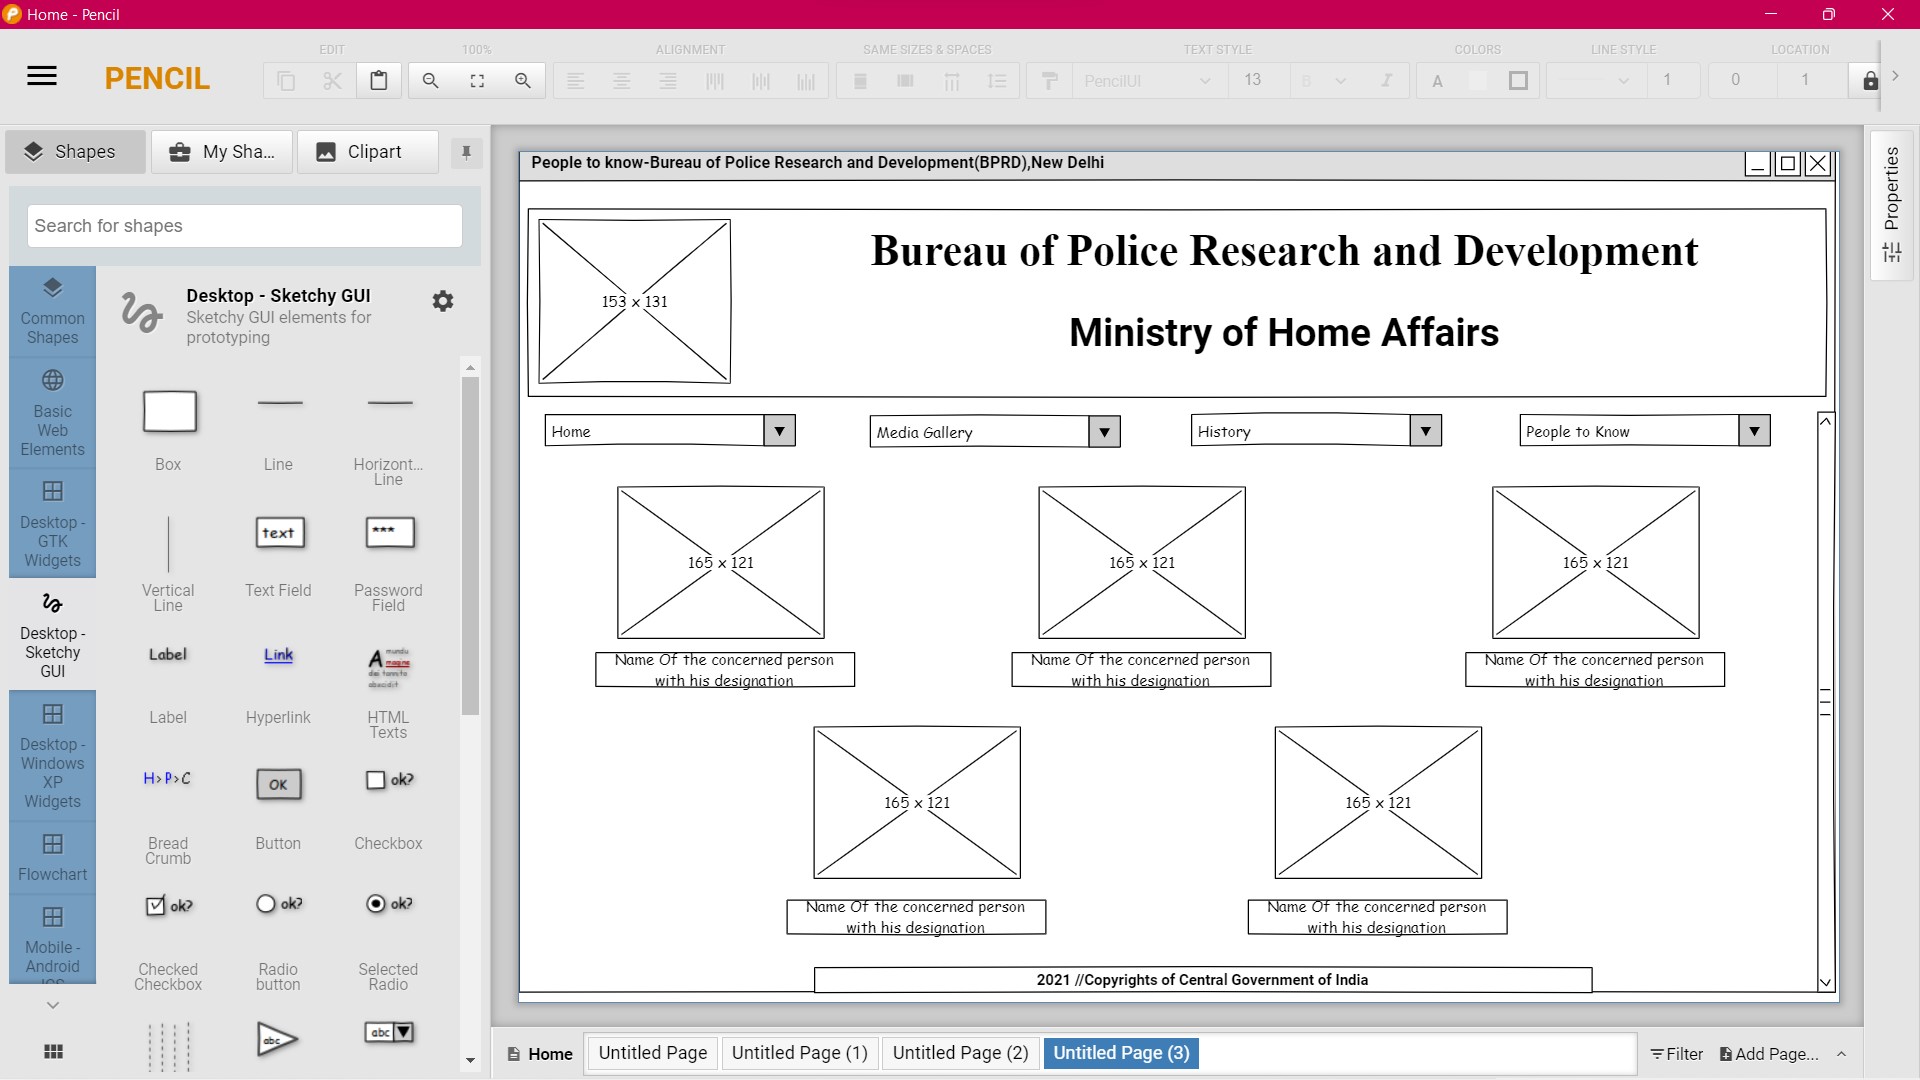 Home - Pencil
PENCIL
EDIT
100%
ALIGNMENT
SAME SIZES & SPACES
TEXT STYLE
COLORS
LINE STYLE
LOCATION
PencilUI
13
B
I
A
1
0
1
Shapes
My Sha...
Clipart
Search for shapes
Common
Shapes
Basic
Web
Elements
Desktop -
GTK
Widgets
Desktop -
Sketchy
GUI
Desktop -
Windows
XP
Widgets
Flowchart
Mobile -
Android
ICS
Desktop - Sketchy GUI
Sketchy GUI elements for
prototyping
Box
Line
Horizont...
Line
text
***
Vertical
Line
Text Field
Password
Field
Label
Link
A
Label
Hyperlink
HTML
Texts
H>P>C
OK
ok?
Bread
Crumb
Button
Checkbox
ok?
ok?
ok?
Checked
Checkbox
Radio
button
Selected
Radio
abc
abc
People to know-Bureau of Police Research and Development(BPRD),New Delhi
153 x 131
Bureau of Police Research and Development
Ministry of Home Affairs
Home
Media Gallery
History
People to Know
165 x 121
165 x 121
165 x 121
Name Of the concerned person
with his designation
Name Of the concerned person
with his designation
Name Of the concerned person
with his designation
165 x 121
165 x 121
Name Of the concerned person
with his designation
Name Of the concerned person
with his designation
2021 //Copyrights of Central Government of India
Properties
Home
Untitled Page
Untitled Page (1)
Untitled Page (2)
Untitled Page (3)
Filter
Add Page...